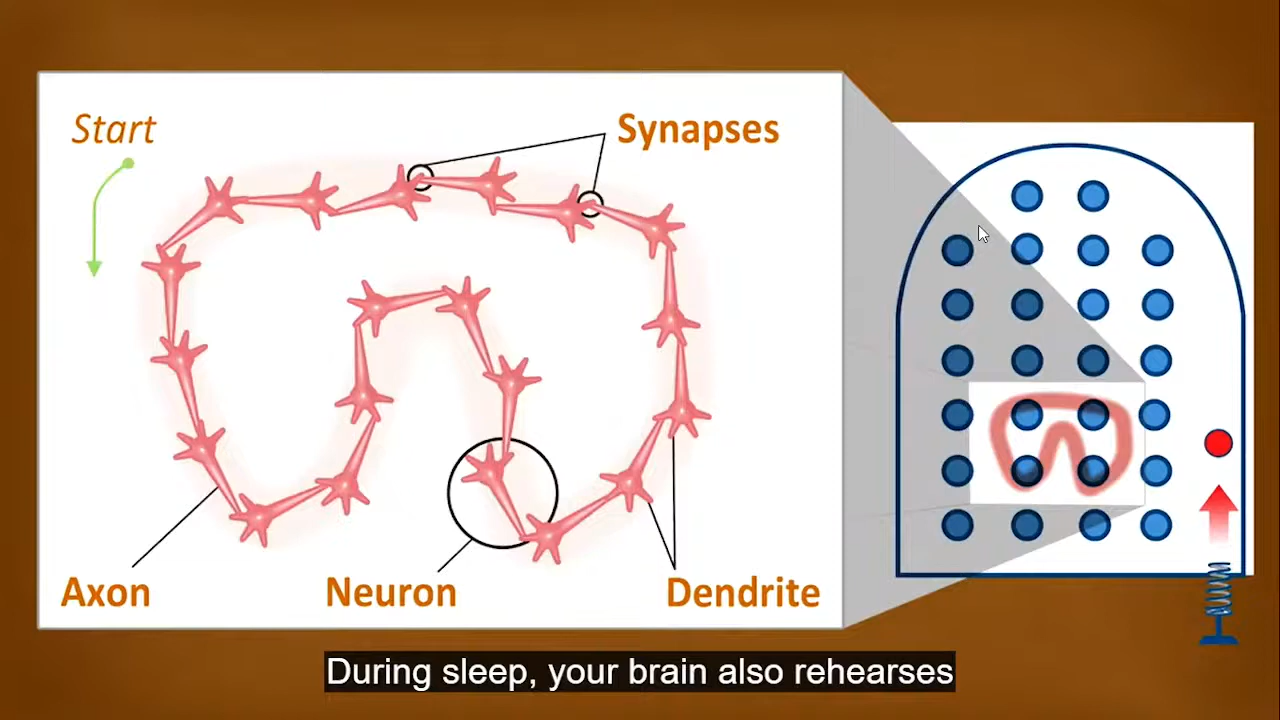 Start
Synapses
Axon
Neuron
Dendrite
During sleep, your brain also rehearses